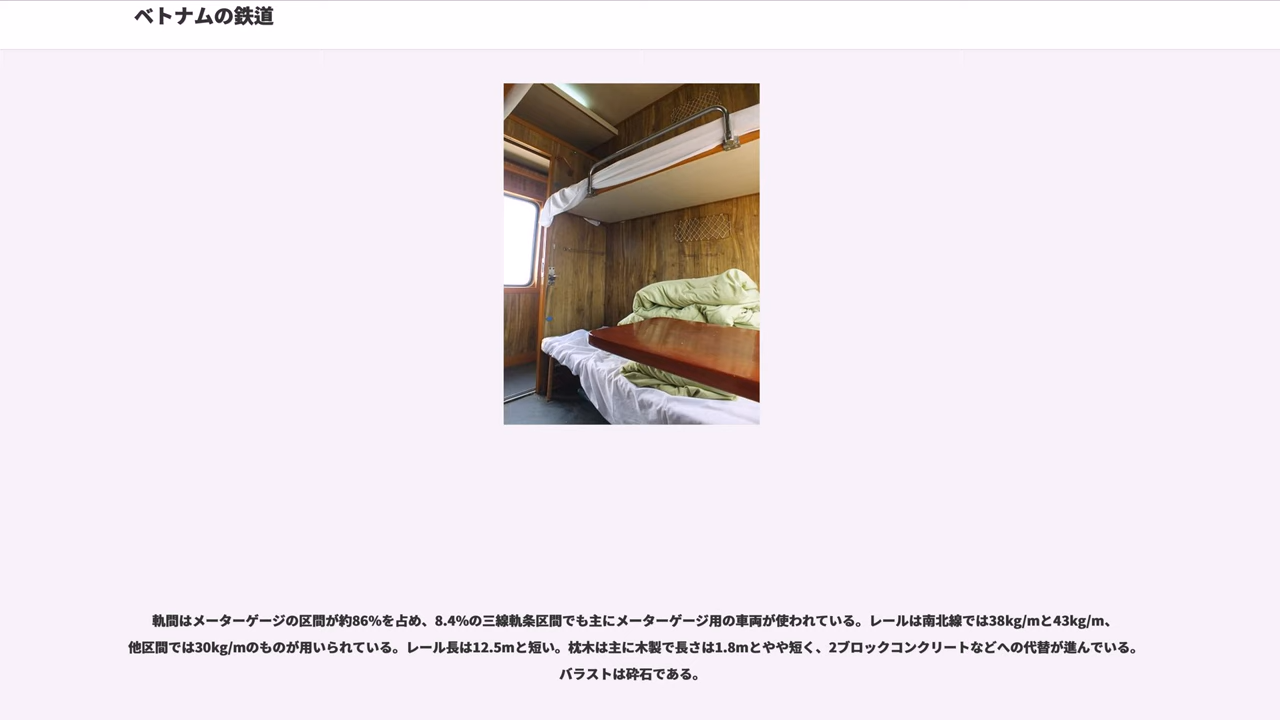 ベトナムの鉄道
軌間はメーターゲージの区間が約86%を占め、8.4%の三線軌条区間でも主にメーターゲージ用の車両が使われている。レールは南北線では38kg/mと43kg/m、
他区間では30kg/mのものが用いられている。レール長は12.5mと短い。枕木は主に木製で長さは1.8mとやや短く、2ブロックコンクリートなどへの代替が進んでいる。
バラストは砕石である。